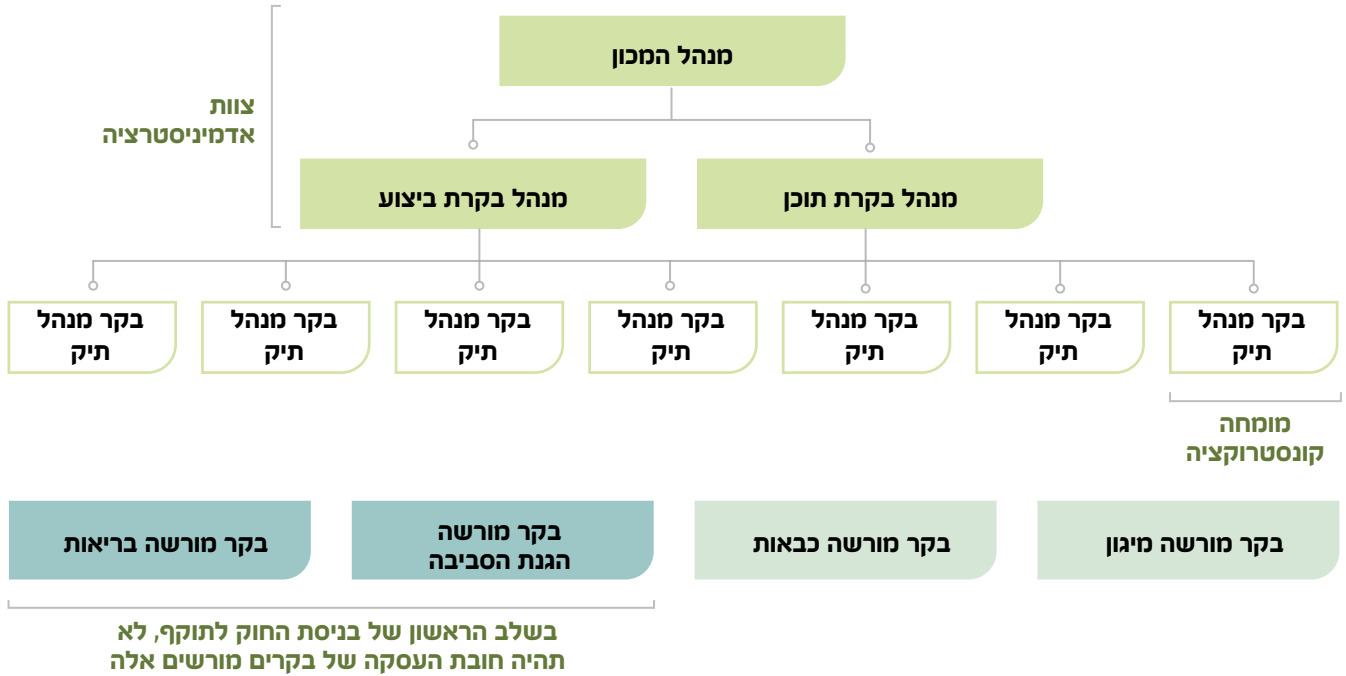 מנהל המכון
צוות
אדמיניסטרציה
מנהל בקרת תוכן
מנהל בקרת ביצוע
בקר מנהל
תיק
בקר מנהל
תיק
בקר מנהל
תיק
בקר מנהל
תיק
בקר מנהל
תיק
בקר מנהל
תיק
בקר מנהל
תיק
מומחה
קונסטרוקציה
בקר מורשה מיגון
בקר מורשה כבאות
בקר מורשה
הגנת הסביבה
בקר מורשה בריאות
בשלב הראשון של בניסת החוק לתוקף, לא
תהיה חובת העסקה של בקרים מורשים אלה